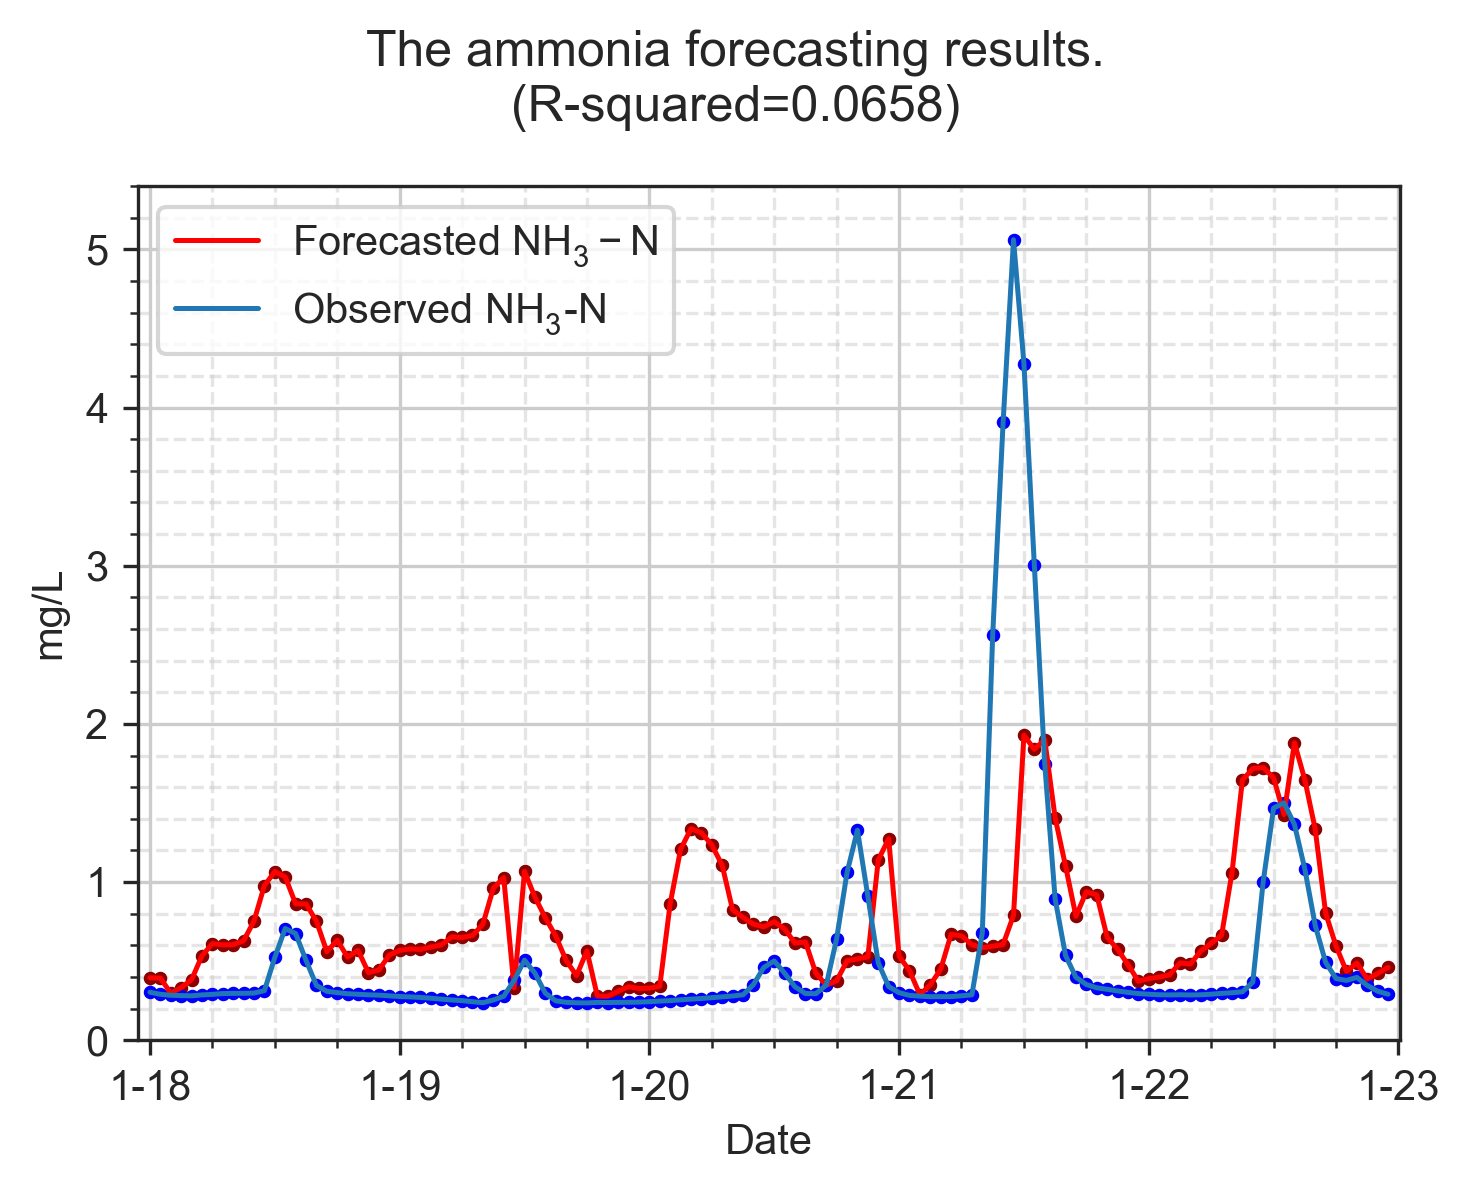 The ammonia forecasting results.
(R-squared=0.0658)
Forecasted NH₃ − N
Observed NH₃-N
mg/L
5
4
3
2
1
0
1-18 1-19 1-20 1-21 1-22 1-23
Date